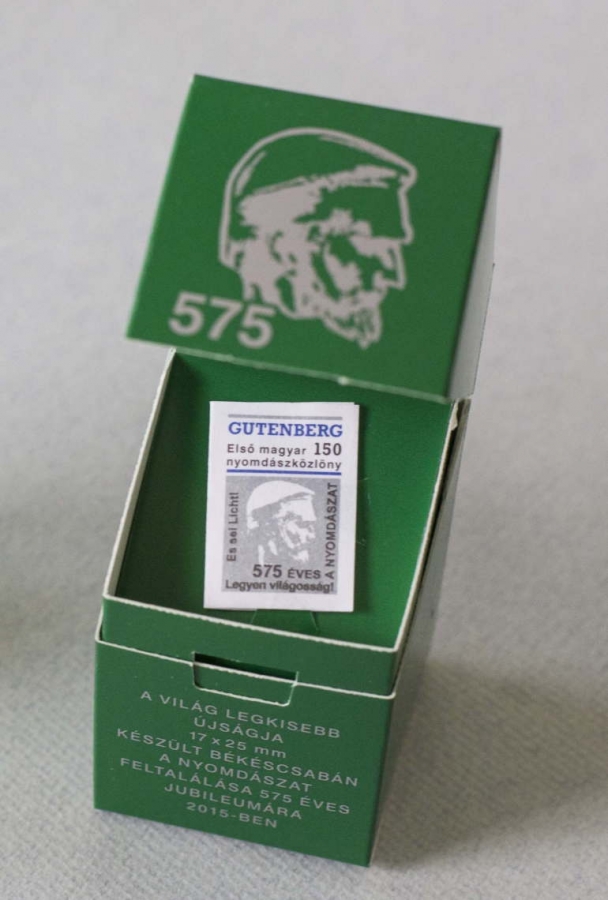 575
GUTENBERG
Első magyar 150
nyomdászközlöny
Es sei Licht!
A NYOMDÁSZAT
575 ÉVES
Legyen világosság!
A VILÁG LEGKISEBB
ÚJSÁGJA
17 x 25 mm
KÉSZÜLT BÉKÉSCSABÁN
A NYOMDÁSZAT
FELTALÁLÁSA 575 ÉVES
JUBILEUMÁRA
2015-BEN